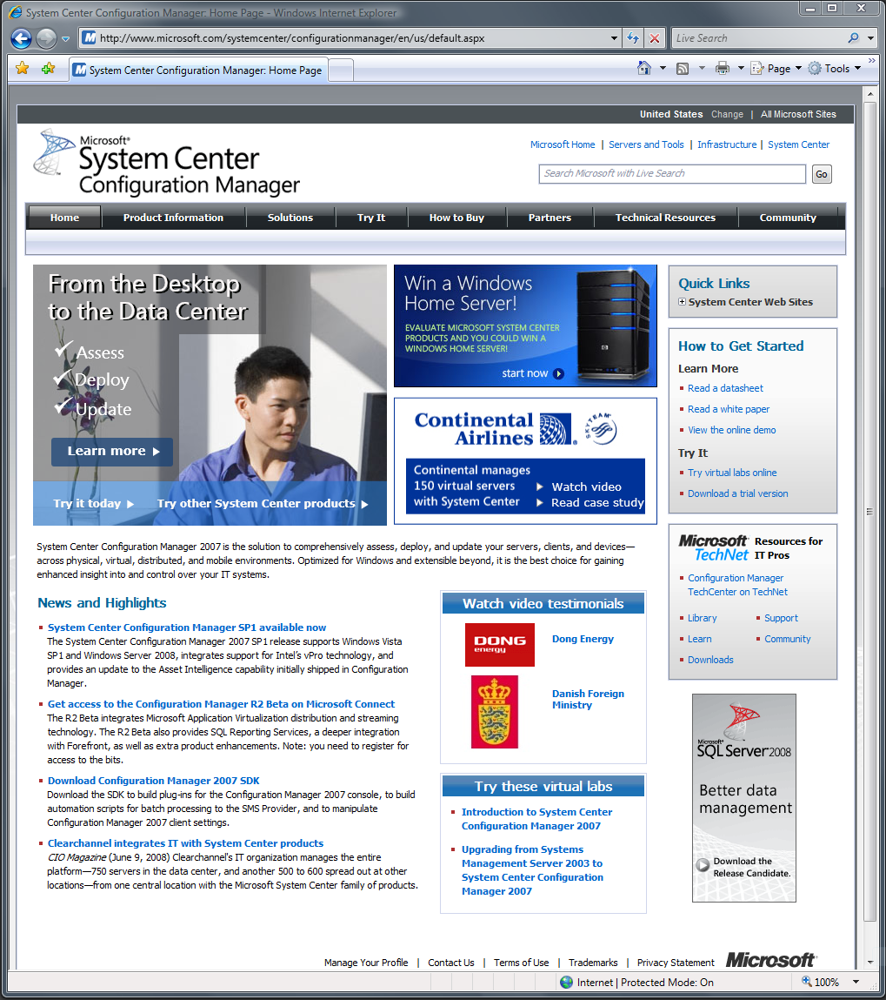 System Center Configuration Manager: Home Page - Windows Internet Explorer
http://www.microsoft.com/systemcenter/configurationmanager/en/us/default.aspx
Live Search
System Center Configuration Manager: Home Page
Page
Tools
United States Change | All Microsoft Sites
Microsoft®
System Center
Configuration Manager
Microsoft Home | Servers and Tools | Infrastructure | System Center
Search Microsoft with Live Search
Go
Home
Product Information
Solutions
Try It
How to Buy
Partners
Technical Resources
Community
From the Desktop
to the Data Center
Assess
Deploy
Update
Learn more
Try it today
Try other System Center products
Win a Windows
Home Server!
EVALUATE MICROSOFT SYSTEM CENTER
PRODUCTS AND YOU COULD WIN A
WINDOWS HOME SERVER!
start now
hp
Continental
Airlines
SKYTEAM
Continental manages
150 virtual servers
with System Center
Watch video
Read case study
Quick Links
System Center Web Sites
How to Get Started
Learn More
Read a datasheet
Read a white paper
View the online demo
Try It
Try virtual labs online
Download a trial version
Microsoft
TechNet
Resources for
IT Pros
Configuration Manager
TechCenter on TechNet
Library
Support
Learn
Community
Downloads
System Center Configuration Manager 2007 is the solution to comprehensively assess, deploy, and update your servers, clients, and devices—
across physical, virtual, distributed, and mobile environments. Optimized for Windows and extensible beyond, it is the best choice for gaining
enhanced insight into and control over your IT systems.
News and Highlights
System Center Configuration Manager SP1 available now
The System Center Configuration Manager 2007 SP1 release supports Windows Vista
SP1 and Windows Server 2008, integrates support for Intel's vPro technology, and
provides an update to the Asset Intelligence capability initially shipped in Configuration
Manager.
Get access to the Configuration Manager R2 Beta on Microsoft Connect
The R2 Beta integrates Microsoft Application Virtualization distribution and streaming
technology. The R2 Beta also provides SQL Reporting Services, a deeper integration
with Forefront, as well as extra product enhancements. Note: you need to register for
access to the bits.
Download Configuration Manager 2007 SDK
Download the SDK to build plug-ins for the Configuration Manager 2007 console, to build
automation scripts for batch processing to the SMS Provider, and to manipulate
Configuration Manager 2007 client settings.
Clearchannel integrates IT with System Center products
CIO Magazine (June 9, 2008) Clearchannel's IT organization manages the entire
platform—750 servers in the data center, and another 500 to 600 spread out at other
locations—from one central location with the Microsoft System Center family of products.
Watch video testimonials
DONG
energy
Dong Energy
Danish Foreign
Ministry
Try these virtual labs
Introduction to System Center
Configuration Manager 2007
Upgrading from Systems
Management Server 2003 to
System Center Configuration
Manager 2007
Microsoft®
SQL Server 2008
Better data
management
Download the
Release Candidate.
Manage Your Profile | Contact Us | Terms of Use | Trademarks | Privacy Statement
Microsoft
Internet | Protected Mode: On
100%